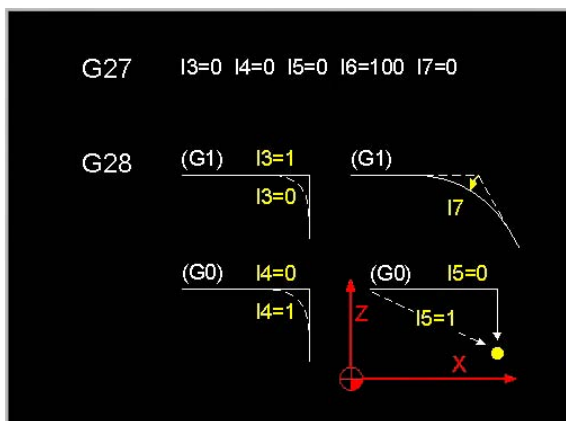 G27 I3=0 I4=0 I5=0 I6=100 I7=0
G28 (G1) I3=1 (G1)
I3=0 I7
(G0) I4=0 (G0) I5=0
I4=1 Z I5=1
X